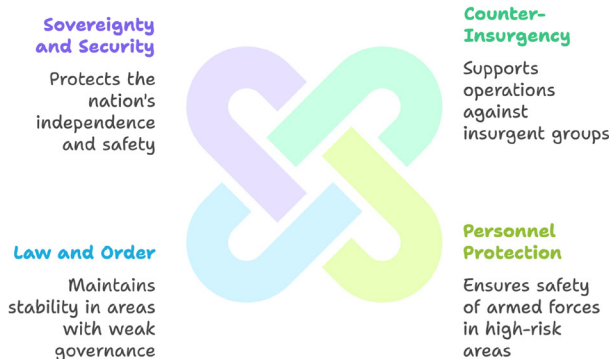 Sovereignty
and Security
Protects the
nation's
independence
and safety
Counter-
Insurgency
Supports
operations
against
insurgent groups
Law and Order
Maintains
stability in areas
with weak
governance
Personnel
Protection
Ensures safety
of armed forces
in high-risk
areas